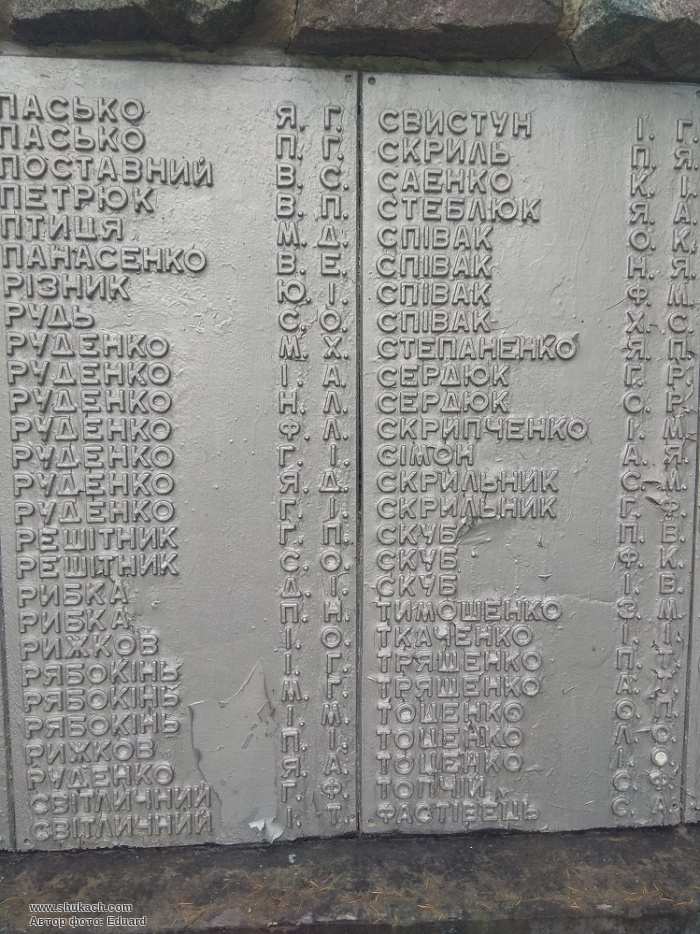 ПАСЬКО Я. Г.
ПАСЬКО П. Г.
ПОСТАВНИЙ В. С.
ПЕТРЮК В. П.
ПТИЦЯ М. Д.
ПАНАСЕНКО В. Е.
РІЗНИК Ю. І.
РУДЬ С. О.
РУДЕНКО М. Х.
РУДЕНКО І. А.
РУДЕНКО Н. Л.
РУДЕНКО Ф. Л.
РУДЕНКО Г. І.
РУДЕНКО Я. Д.
РУДЕНКО Г. І.
РЕШІТНИК Г. П.
РЕШІТНИК С. О.
РИБКА Д. І.
РИБКА П. Н.
РИЖКОВ І. О.
РЯБОКІНЬ І. Г.
РЯБОКІНЬ М. Г.
РЯБОКІНЬ І. М.
РИЖКОВ П. І.
РУДЕНКО Я. А.
СВІТЛИЧНИЙ Г. Ф.
СВІТЛИЧНИЙ І. Т.
СВИСТУН І. Г.
СКРИЛЬ П. Я.
САЕНКО К. І.
СТЕБЛЮК Я. А.
СПІВАК О. К.
СПІВАК Н. Я.
СПІВАК Ф. М.
СПІВАК Х. С.
СТЕПАНЕНКО Я. П.
СЕРДЮК Г. Р.
СЕРДЮК О. Р.
СКРИПЧЕНКО І. М.
СІМОН А. Я.
СКРИЛЬНИК С. М.
СКРИЛЬНИК Г. Ф.
СКУБ П. В.
СКУБ Ф. К.
СКУБ І. В.
ТИМОШЕНКО З. М.
ТКАЧЕНКО І. І.
ТРЯШЕНКО П. Т.
ТРЯШЕНКО А. Т.
ТОЦЕНКО О. П.
ТОЦЕНКО Л. О.
ТОЦЕНКО І.
ТОПЧІЙ С. Ф.
ФАСТІВЕЦЬ С. А.
www.shukach.com
Автор фото: Eduard